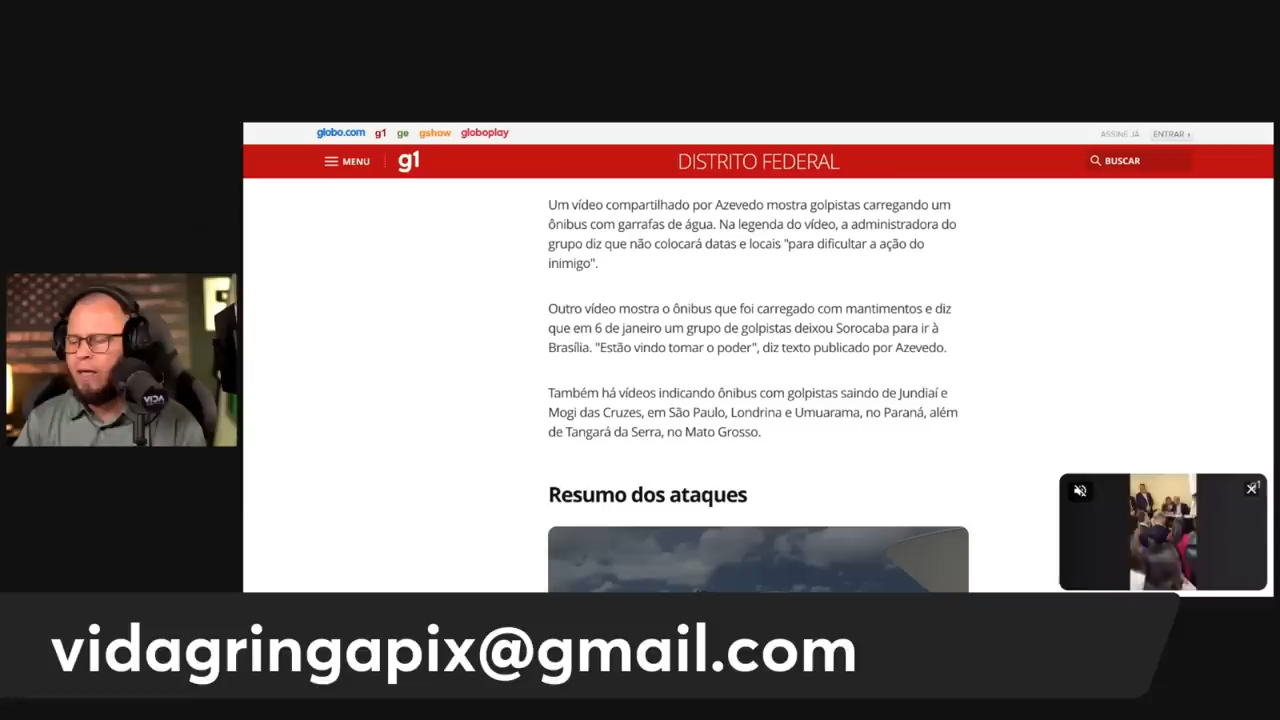 globo.com g1 ge gshow globoplay ASSINE JÁ ENTRAR ›
MENU g1 DISTRITO FEDERAL BUSCAR
Um vídeo compartilhado por Azevedo mostra golpistas carregando um
ônibus com garrafas de água. Na legenda do vídeo, a administradora do
grupo diz que não colocará datas e locais "para dificultar a ação do
inimigo".
Outro vídeo mostra o ônibus que foi carregado com mantimentos e diz
que em 6 de janeiro um grupo de golpistas deixou Sorocaba para ir à
Brasília. "Estão vindo tomar o poder", diz texto publicado por Azevedo.
Também há vídeos indicando ônibus com golpistas saindo de Jundiaí e
Mogi das Cruzes, em São Paulo, Londrina e Umuarama, no Paraná, além
de Tangará da Serra, no Mato Grosso.
VIDA
Resumo dos ataques
vidagringapix@gmail.com